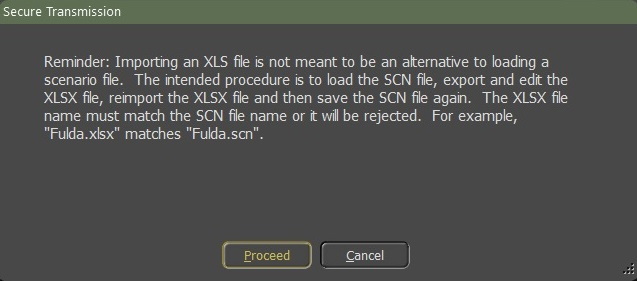 Secure Transmission
Reminder: Importing an XLS file is not meant to be an alternative to loading a
scenario file.  The intended procedure is to load the SCN file, export and edit the
XLSX file, reimport the XLSX file and then save the SCN file again.  The XLSX file
name must match the SCN file name or it will be rejected.  For example,
"Fulda.xlsx" matches "Fulda.scn".
Proceed
Cancel